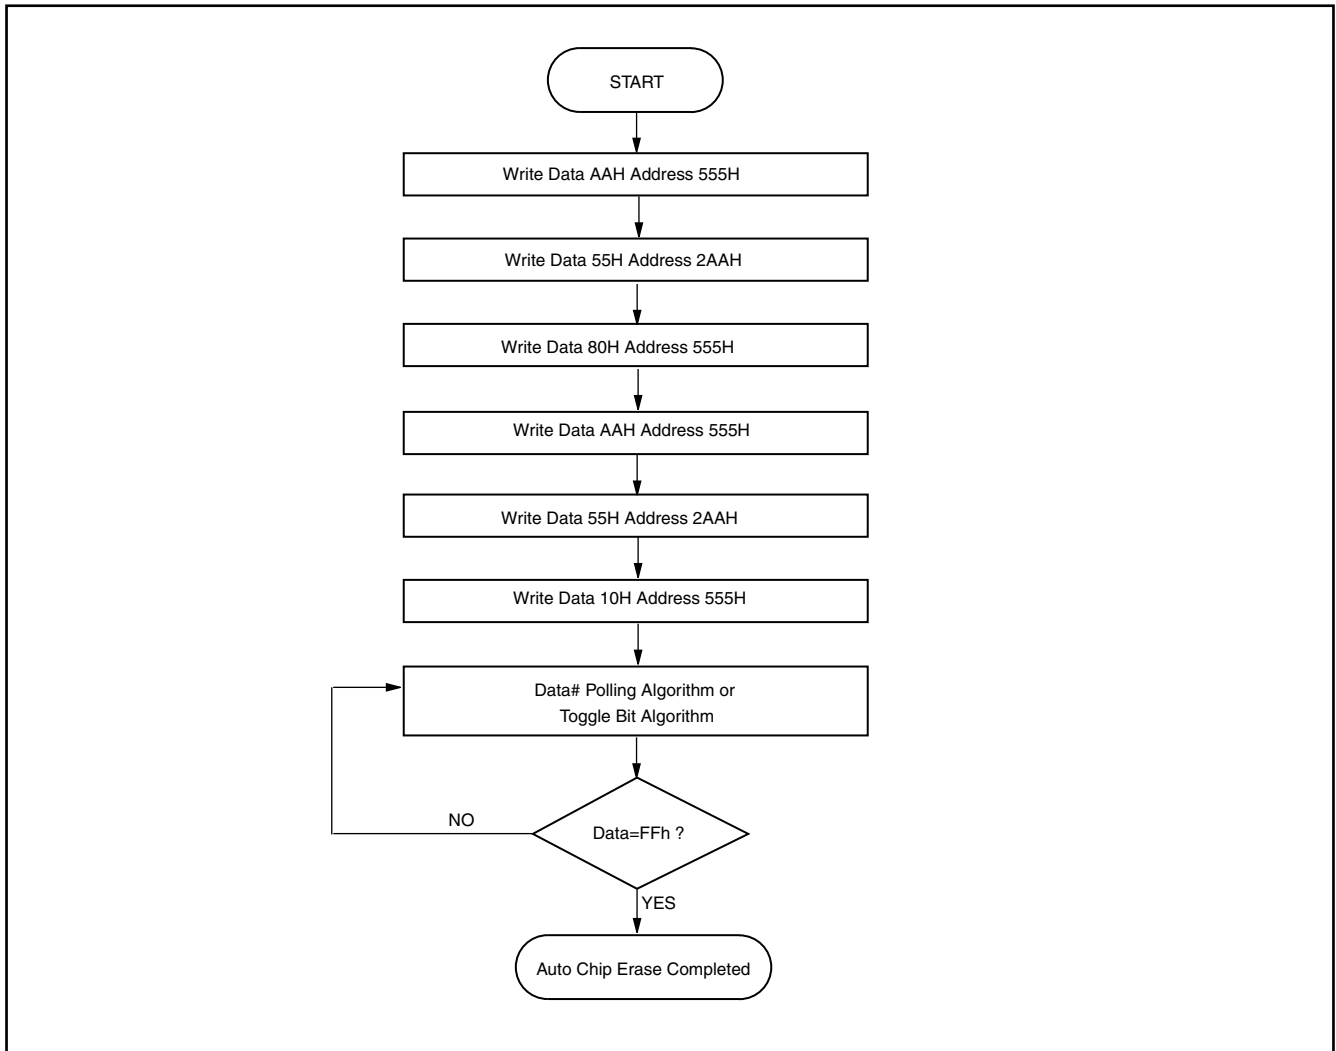 START
Write Data AAH Address 555H
Write Data 55H Address 2AAH
Write Data 80H Address 555H
Write Data AAH Address 555H
Write Data 55H Address 2AAH
Write Data 10H Address 555H
Data# Polling Algorithm or
Toggle Bit Algorithm
NO
Data=FFh ?
YES
Auto Chip Erase Completed